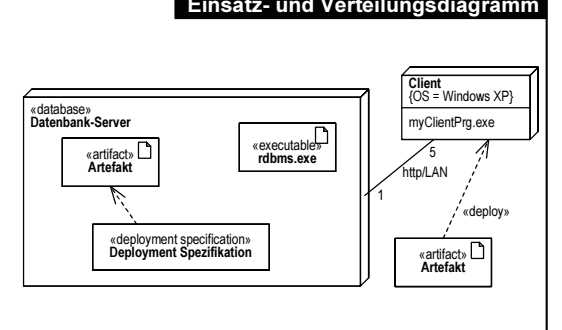 Einsatz- und Verteilungsdiagramm
«database»
Datenbank-Server
«artifact»
Artefakt
«executable»
rdbms.exe
«deployment specification»
Deployment Spezifikation
Client
{OS = Windows XP}
myClientPrg.exe
5
http/LAN
1
«deploy»
«artifact»
Artefakt